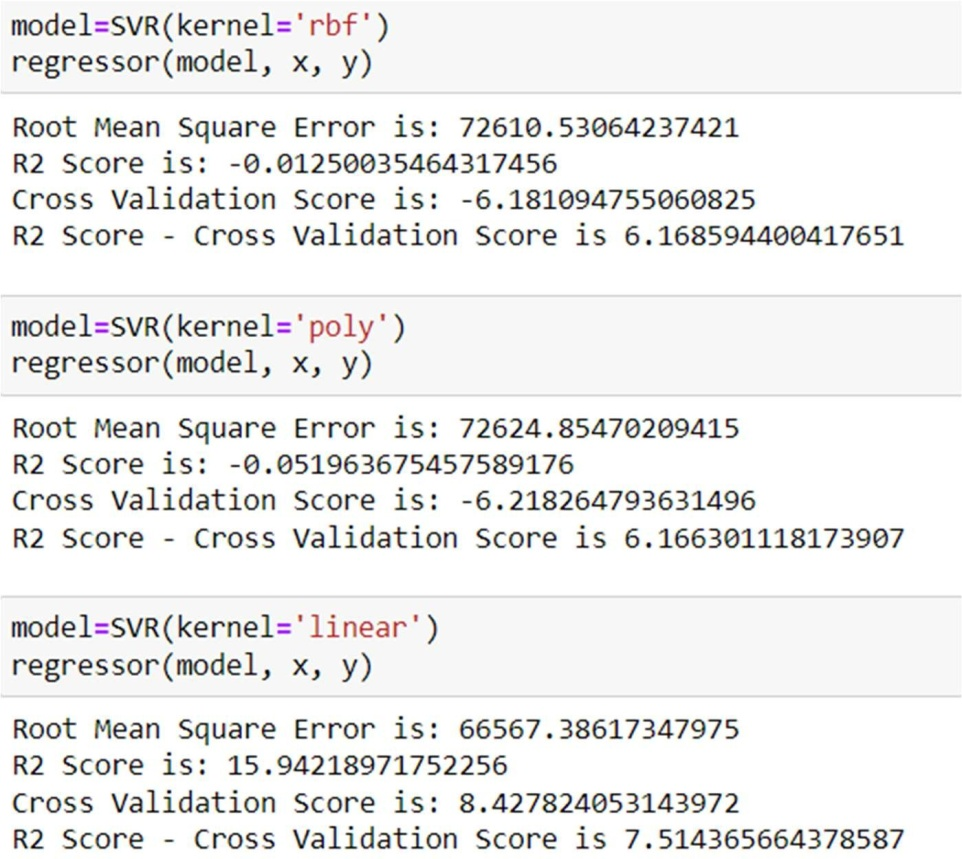 model=SVR(kernel='rbf')
regressor(model, x, y)
Root Mean Square Error is: 72610.53064237421
R2 Score is: -0.01250035464317456
Cross Validation Score is: -6.181094755060825
R2 Score - Cross Validation Score is 6.168594400417651
model=SVR(kernel='poly')
regressor(model, x, y)
Root Mean Square Error is: 72624.85470209415
R2 Score is: -0.051963675457589176
Cross Validation Score is: -6.218264793631496
R2 Score - Cross Validation Score is 6.166301118173907
model=SVR(kernel='linear')
regressor(model, x, y)
Root Mean Square Error is: 66567.38617347975
R2 Score is: 15.94218971752256
Cross Validation Score is: 8.427824053143972
R2 Score - Cross Validation Score is 7.514365664378587